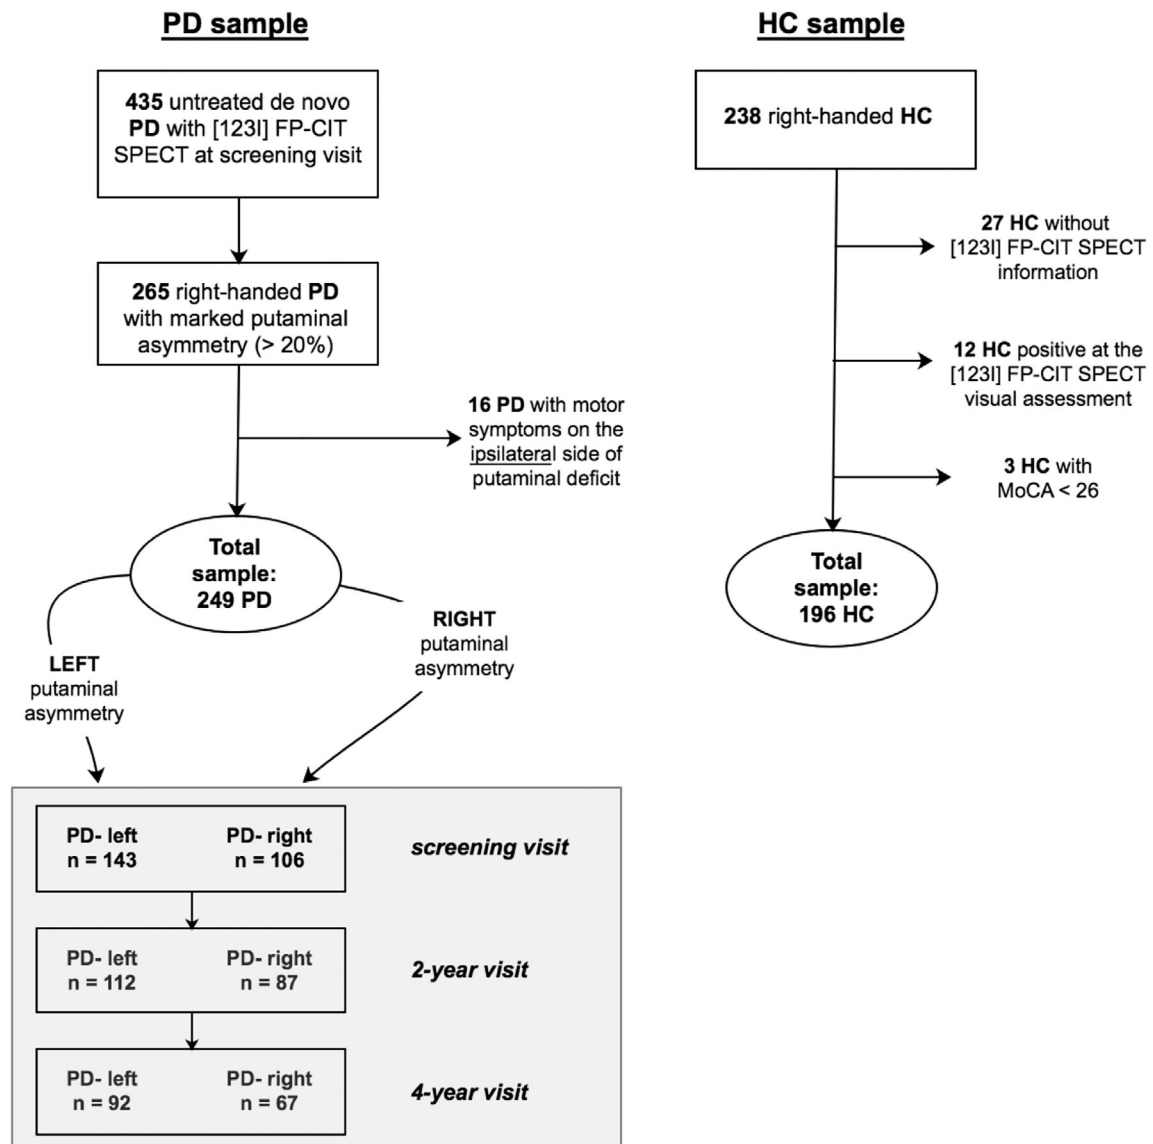 PD sample
435 untreated de novo
PD with [123I] FP-CIT
SPECT at screening visit
265 right-handed PD
with marked putaminal
asymmetry (> 20%)
16 PD with motor
symptoms on the
ipsilateral side of
putaminal deficit
Total
sample:
249 PD
LEFT
putaminal
asymmetry
RIGHT
putaminal
asymmetry
PD- left PD- right
n = 143 n = 106
screening visit
PD- left PD- right
n = 112 n = 87
2-year visit
PD- left PD- right
n = 92 n = 67
4-year visit
HC sample
238 right-handed HC
27 HC without
[123I] FP-CIT SPECT
information
12 HC positive at the
[123I] FP-CIT SPECT
visual assessment
3 HC with
MoCA < 26
Total
sample:
196 HC